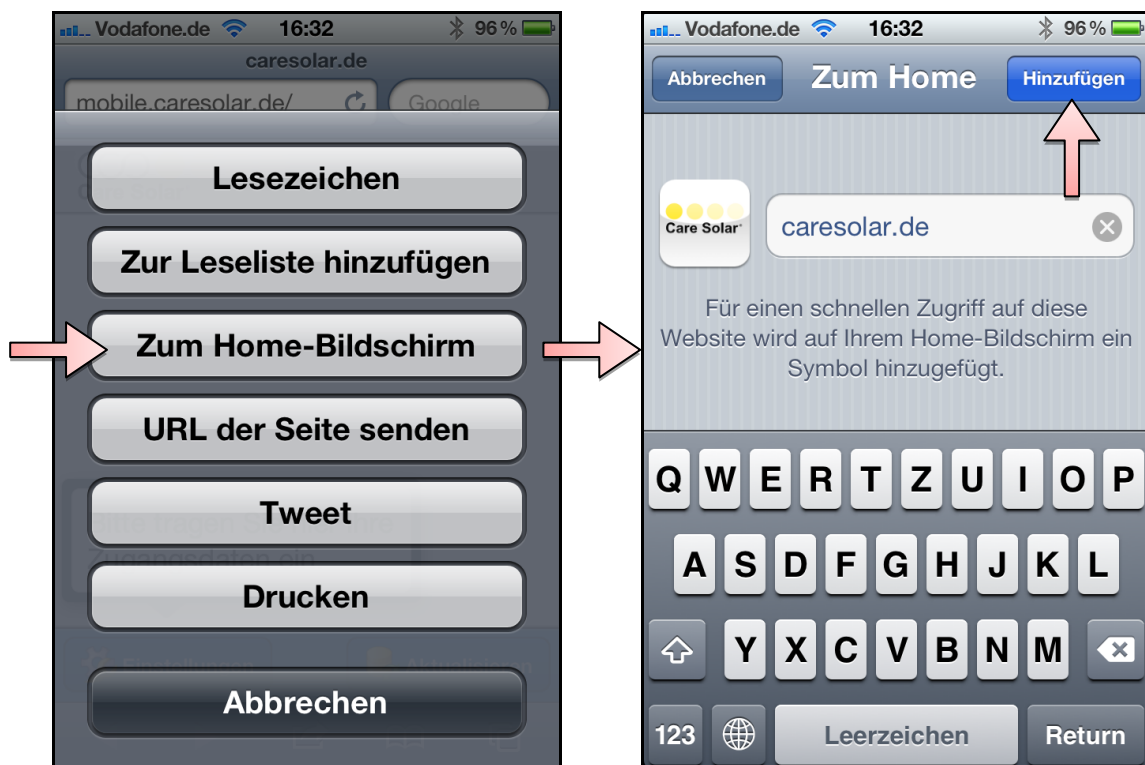 Vodafone.de 16:32 96 %
caresolar.de
mobile.caresolar.de/ Google
Lesezeichen
Zur Leseliste hinzufügen
Zum Home-Bildschirm
URL der Seite senden
Tweet
Zugangsdaten ein
Drucken
Abbrechen
Vodafone.de 16:32 96 %
Abbrechen Zum Home Hinzufügen
Care Solar
caresolar.de
Für einen schnellen Zugriff auf diese
Website wird auf Ihrem Home-Bildschirm ein
Symbol hinzugefügt.
Q W E R T Z U I O P
A S D F G H J K L
Y X C V B N M
123 Leerzeichen Return